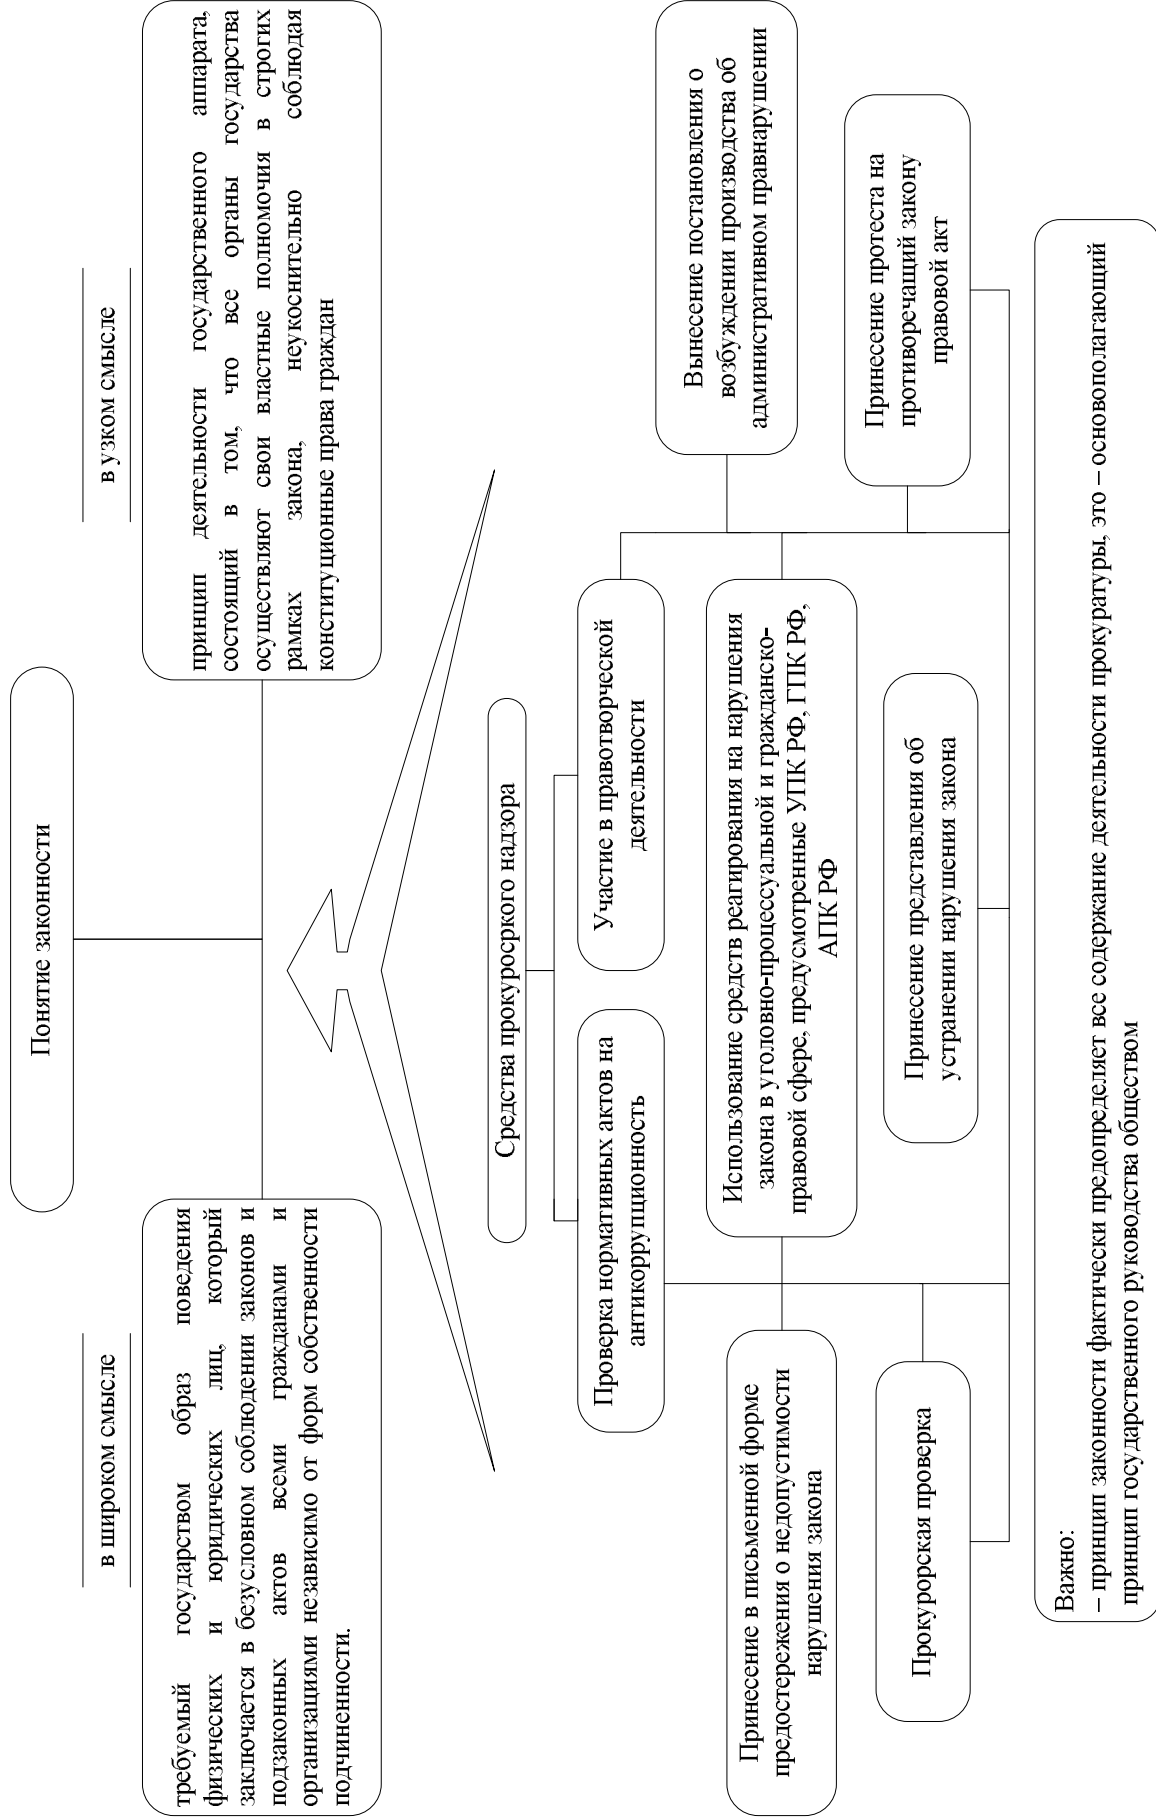 Понятие законности
в широком смысле
в узком смысле
требуемый государством образ поведения
физических и юридических лиц, который
заключается в безусловном соблюдении законов и
подзаконных актов всеми гражданами и
организациями независимо от форм собственности
подчиненности.
принцип деятельности государственного аппарата,
состоящий в том, что все органы государства
осуществляют свои властные полномочия в строгих
рамках закона, неукоснительно соблюдая
конституционные права граждан
Средства прокуросркого надзора
Проверка нормативных актов на
антикоррупционность
Участие в правотворческой
деятельности
Принесение в письменной форме
предостережения о недопустимости
нарушения закона
Использование средств реагирования на нарушения
закона в уголовно-процессуальной и гражданско-
правовой сфере, предусмотренные УПК РФ, ГПК РФ,
АПК РФ
Вынесение постановления о
возбуждении производства об
административном правнарушении
Прокурорская проверка
Принесение представления об
устранении нарушения закона
Принесение протеста на
противоречащий закону
правовой акт
Важно:
– принцип законности фактически предопределяет все содержание деятельности прокуратуры, это – основополагающий
принцип государственного руководства обществом